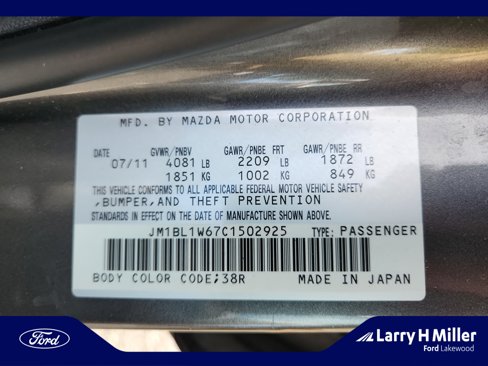 MFD. BY MAZDA MOTOR CORPORATION
DATE GVWR/PNBV GAWR/PNBE FRT GAWR/PNBE RR
07/11 4081 LB 2209 LB 1872 LB
1851 KG 1002 KG 849 KG
THIS VEHICLE CONFORMS TO ALL APPLICABLE FEDERAL MOTOR VEHICLE SAFETY
,BUMPER,AND THEFT PREVENTION
STANDARDS IN EFFECT ON THE DATE OF MANUFACTURE SHOWN ABOVE.
JM1BL1W67C1502925 TYPE: PASSENGER
BODY COLOR CODE;38R MADE IN JAPAN
Ford
Larry H Miller
Ford Lakewood